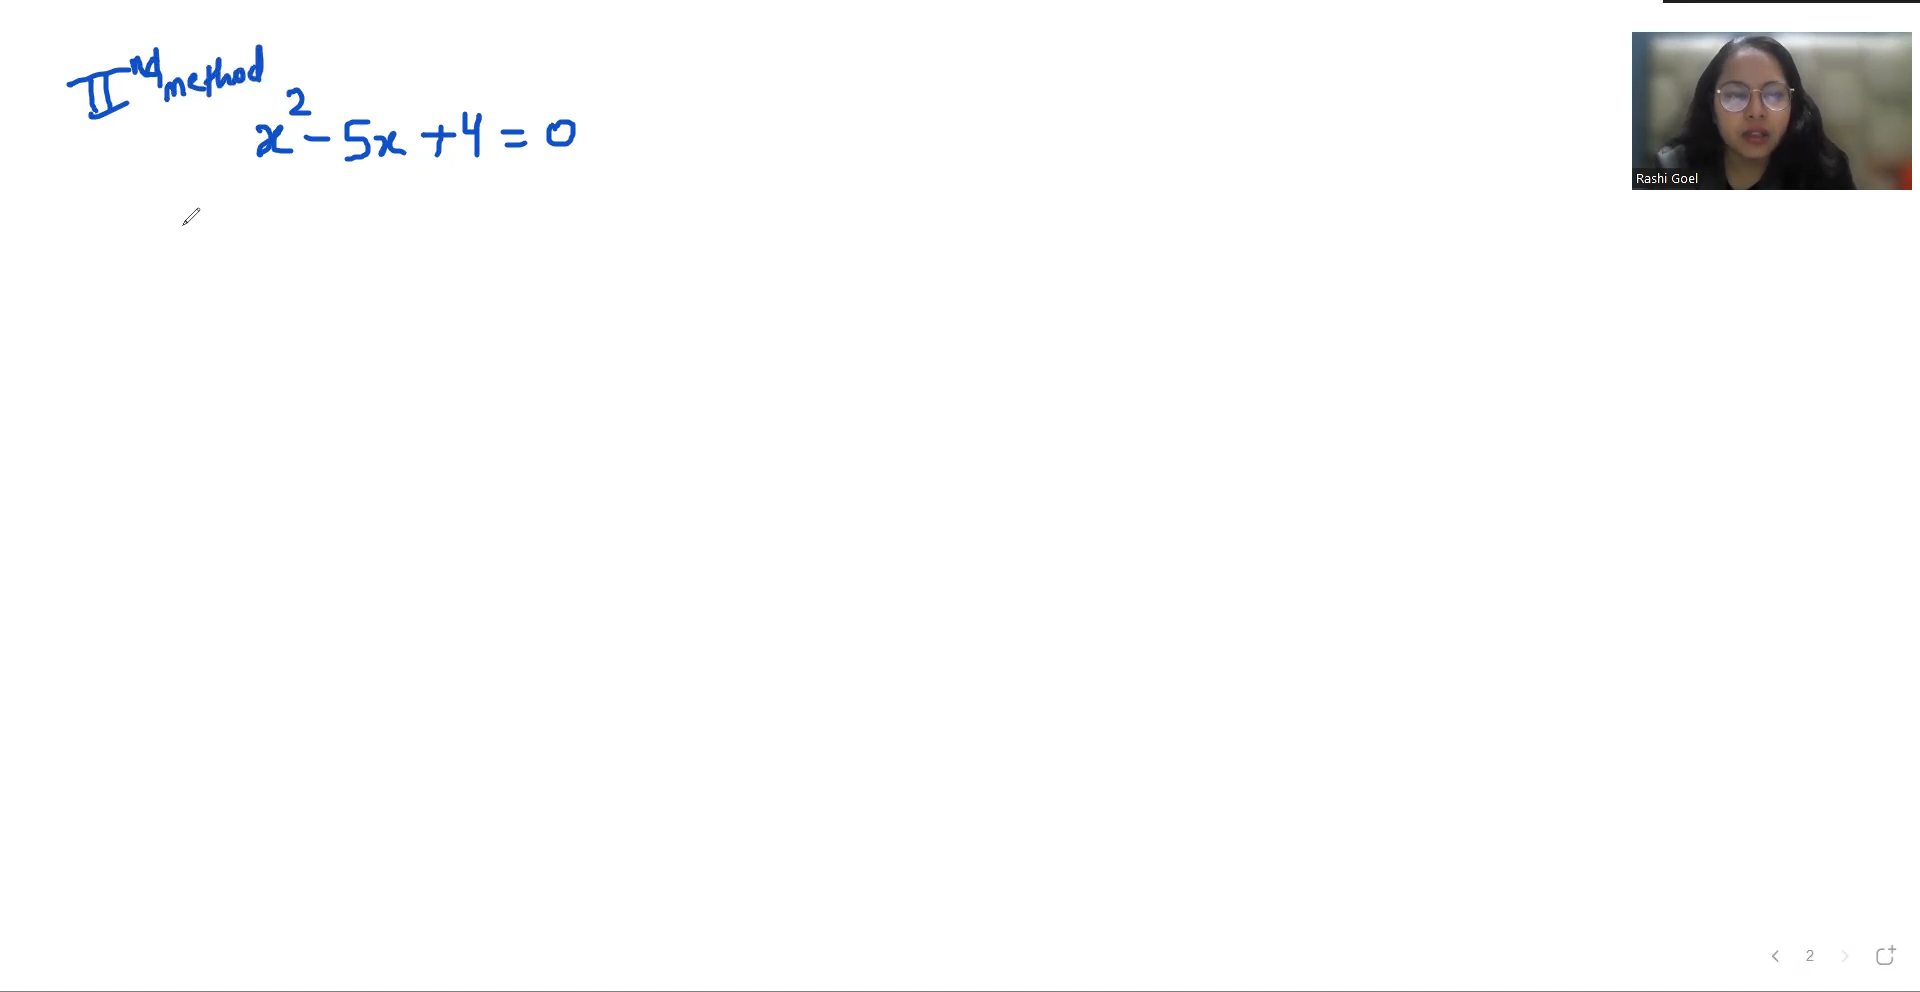 IInd method
x² - 5x + 4 = 0
Rashi Goel
2